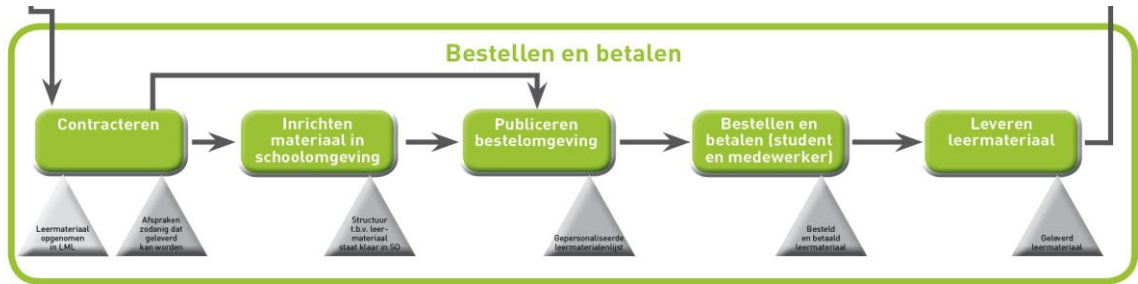 Bestellen en betalen
Contracteren
Inrichten
materiaal in
schoolomgeving
Publiceren
bestelomgeving
Bestellen en
betalen (student
en medewerker)
Leveren
leermateriaal
Leermateriaal
opgenomen
in LML
Afspraken
zodanig dat
geleverd
kan worden
Structuur
t.b.v. leer-
materiaal
staat klaar in SO
Gepersonaliseerde
leermaterialenlijst
Besteld
en betaald
leermateriaal
Geleverd
leermateriaal